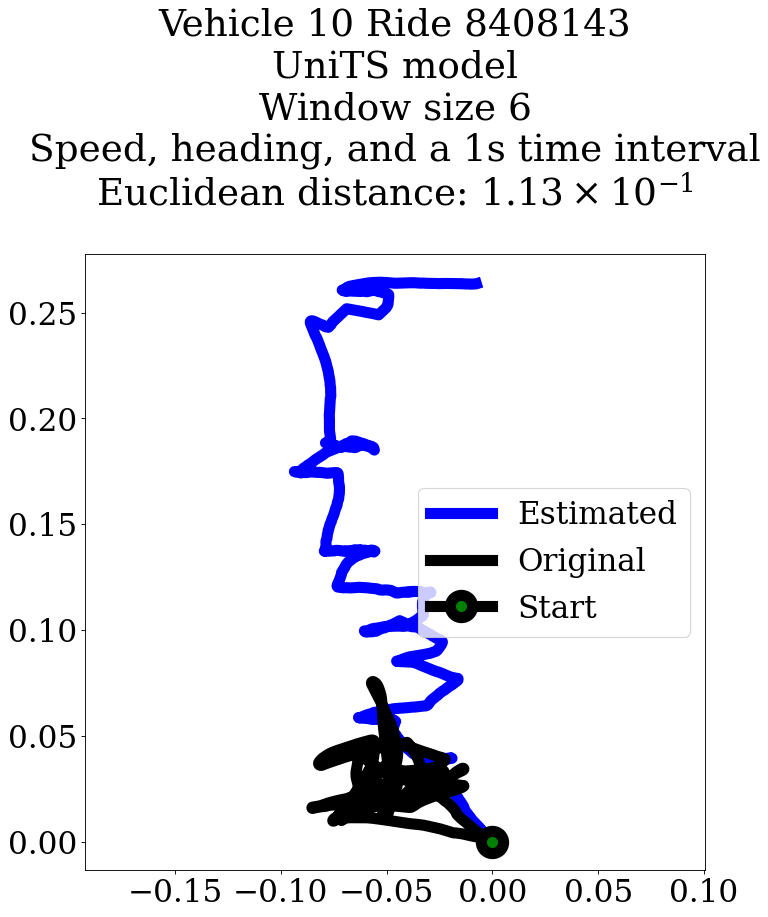 Vehicle 10 Ride 8408143
UniTS model
Window size 6
Speed, heading, and a 1s time interval
Euclidean distance: 1.13 × 10⁻¹
0.25
0.20
0.15
0.10
0.05
0.00
Estimated
Original
Start
−0.15 −0.10 −0.05 0.00 0.05 0.10